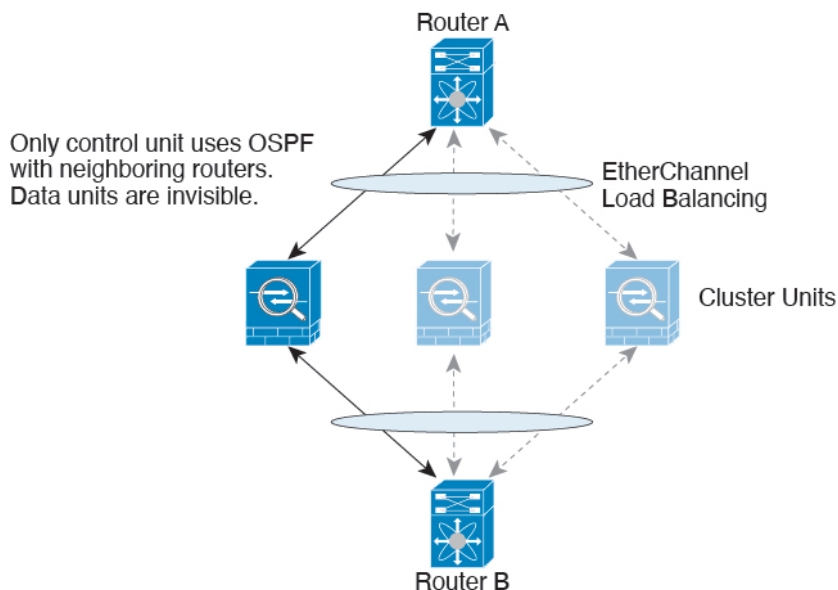 Router A
Only control unit uses OSPF
with neighboring routers.
Data units are invisible.
EtherChannel
Load Balancing
Cluster Units
Router B